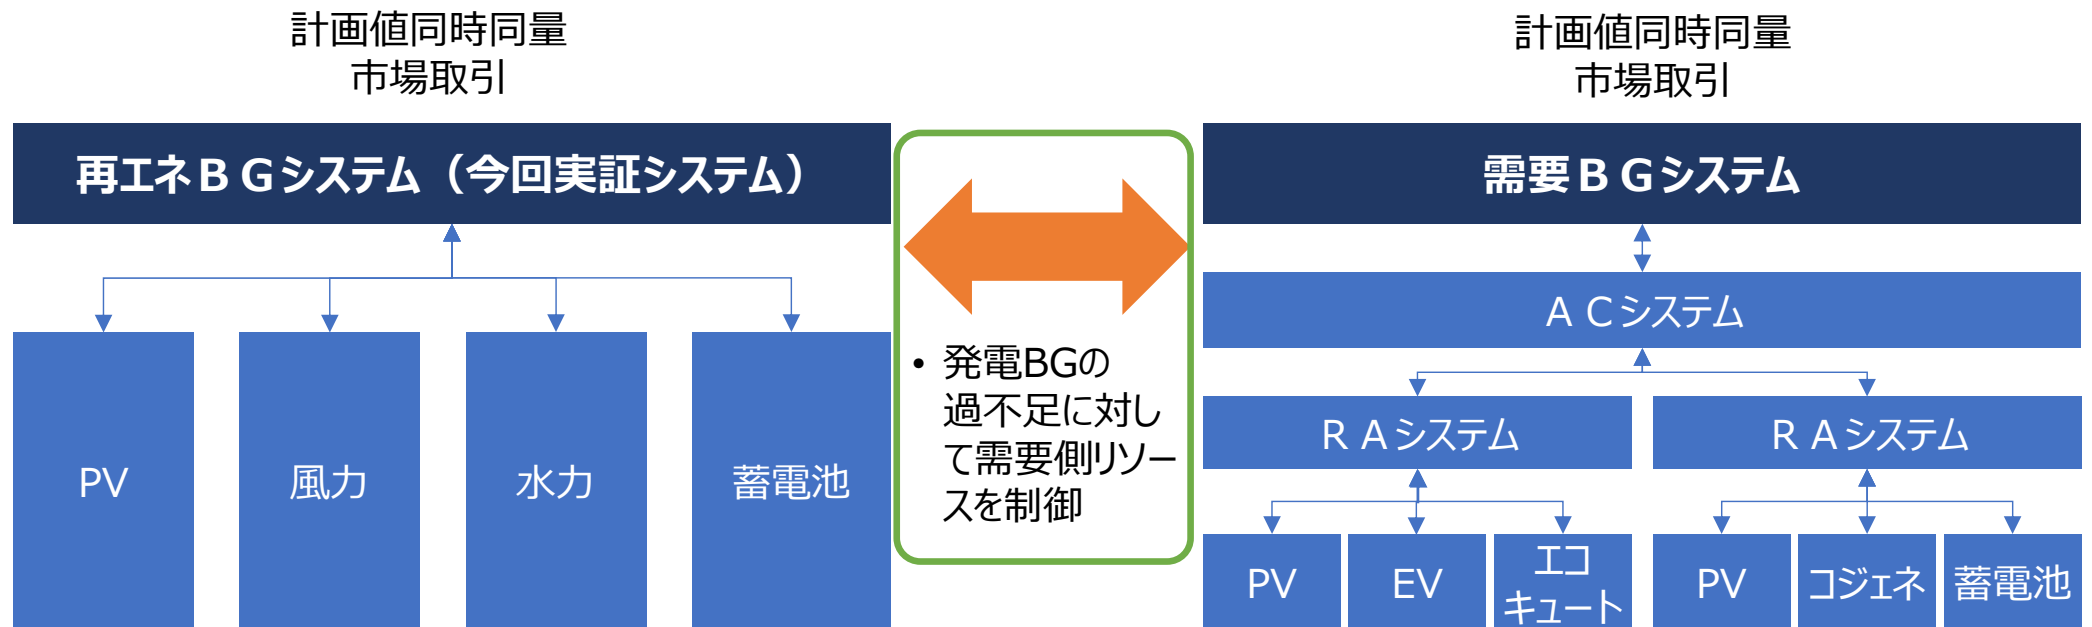 計画値同時同量
市場取引
再エネＢＧシステム（今回実証システム）
PV
風力
水力
蓄電池
• 発電BGの
過不足に対し
て需要側リソー
スを制御
計画値同時同量
市場取引
需要ＢＧシステム
ＡＣシステム
ＲＡシステム
ＲＡシステム
PV
EV
エコ
キュート
PV
コジェネ
蓄電池